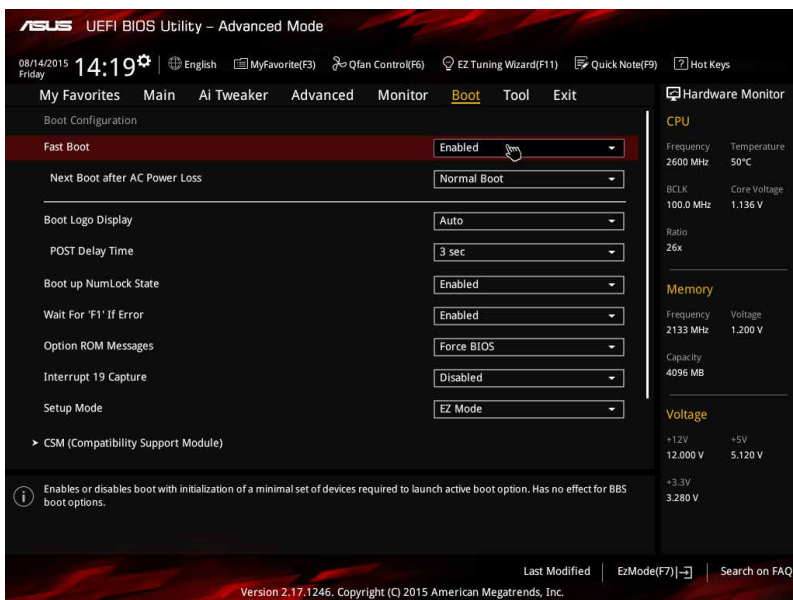 ASUS UEFI BIOS Utility – Advanced Mode
08/14/2015 Friday 14:19 English MyFavorite(F3) Qfan Control(F6) EZ Tuning Wizard(F11) Quick Note(F9) ? Hot Keys
My Favorites Main Ai Tweaker Advanced Monitor Boot Tool Exit
Boot Configuration
Fast Boot Enabled
Next Boot after AC Power Loss Normal Boot
Boot Logo Display Auto
POST Delay Time 3 sec
Boot up NumLock State Enabled
Wait For 'F1' If Error Enabled
Option ROM Messages Force BIOS
Interrupt 19 Capture Disabled
Setup Mode EZ Mode
CSM (Compatibility Support Module)
Enables or disables boot with initialization of a minimal set of devices required to launch active boot option. Has no effect for BBS
boot options.
Hardware Monitor
CPU
Frequency Temperature
2600 MHz 50°C
BCLK Core Voltage
100.0 MHz 1.136 V
Ratio
26x
Memory
Frequency Voltage
2133 MHz 1.200 V
Capacity
4096 MB
Voltage
+12V +5V
12.000 V 5.120 V
+3.3V
3.280 V
Last Modified EzMode(F7) Search on FAQ
Version 2.17.1246. Copyright (C) 2015 American Megatrends, Inc.